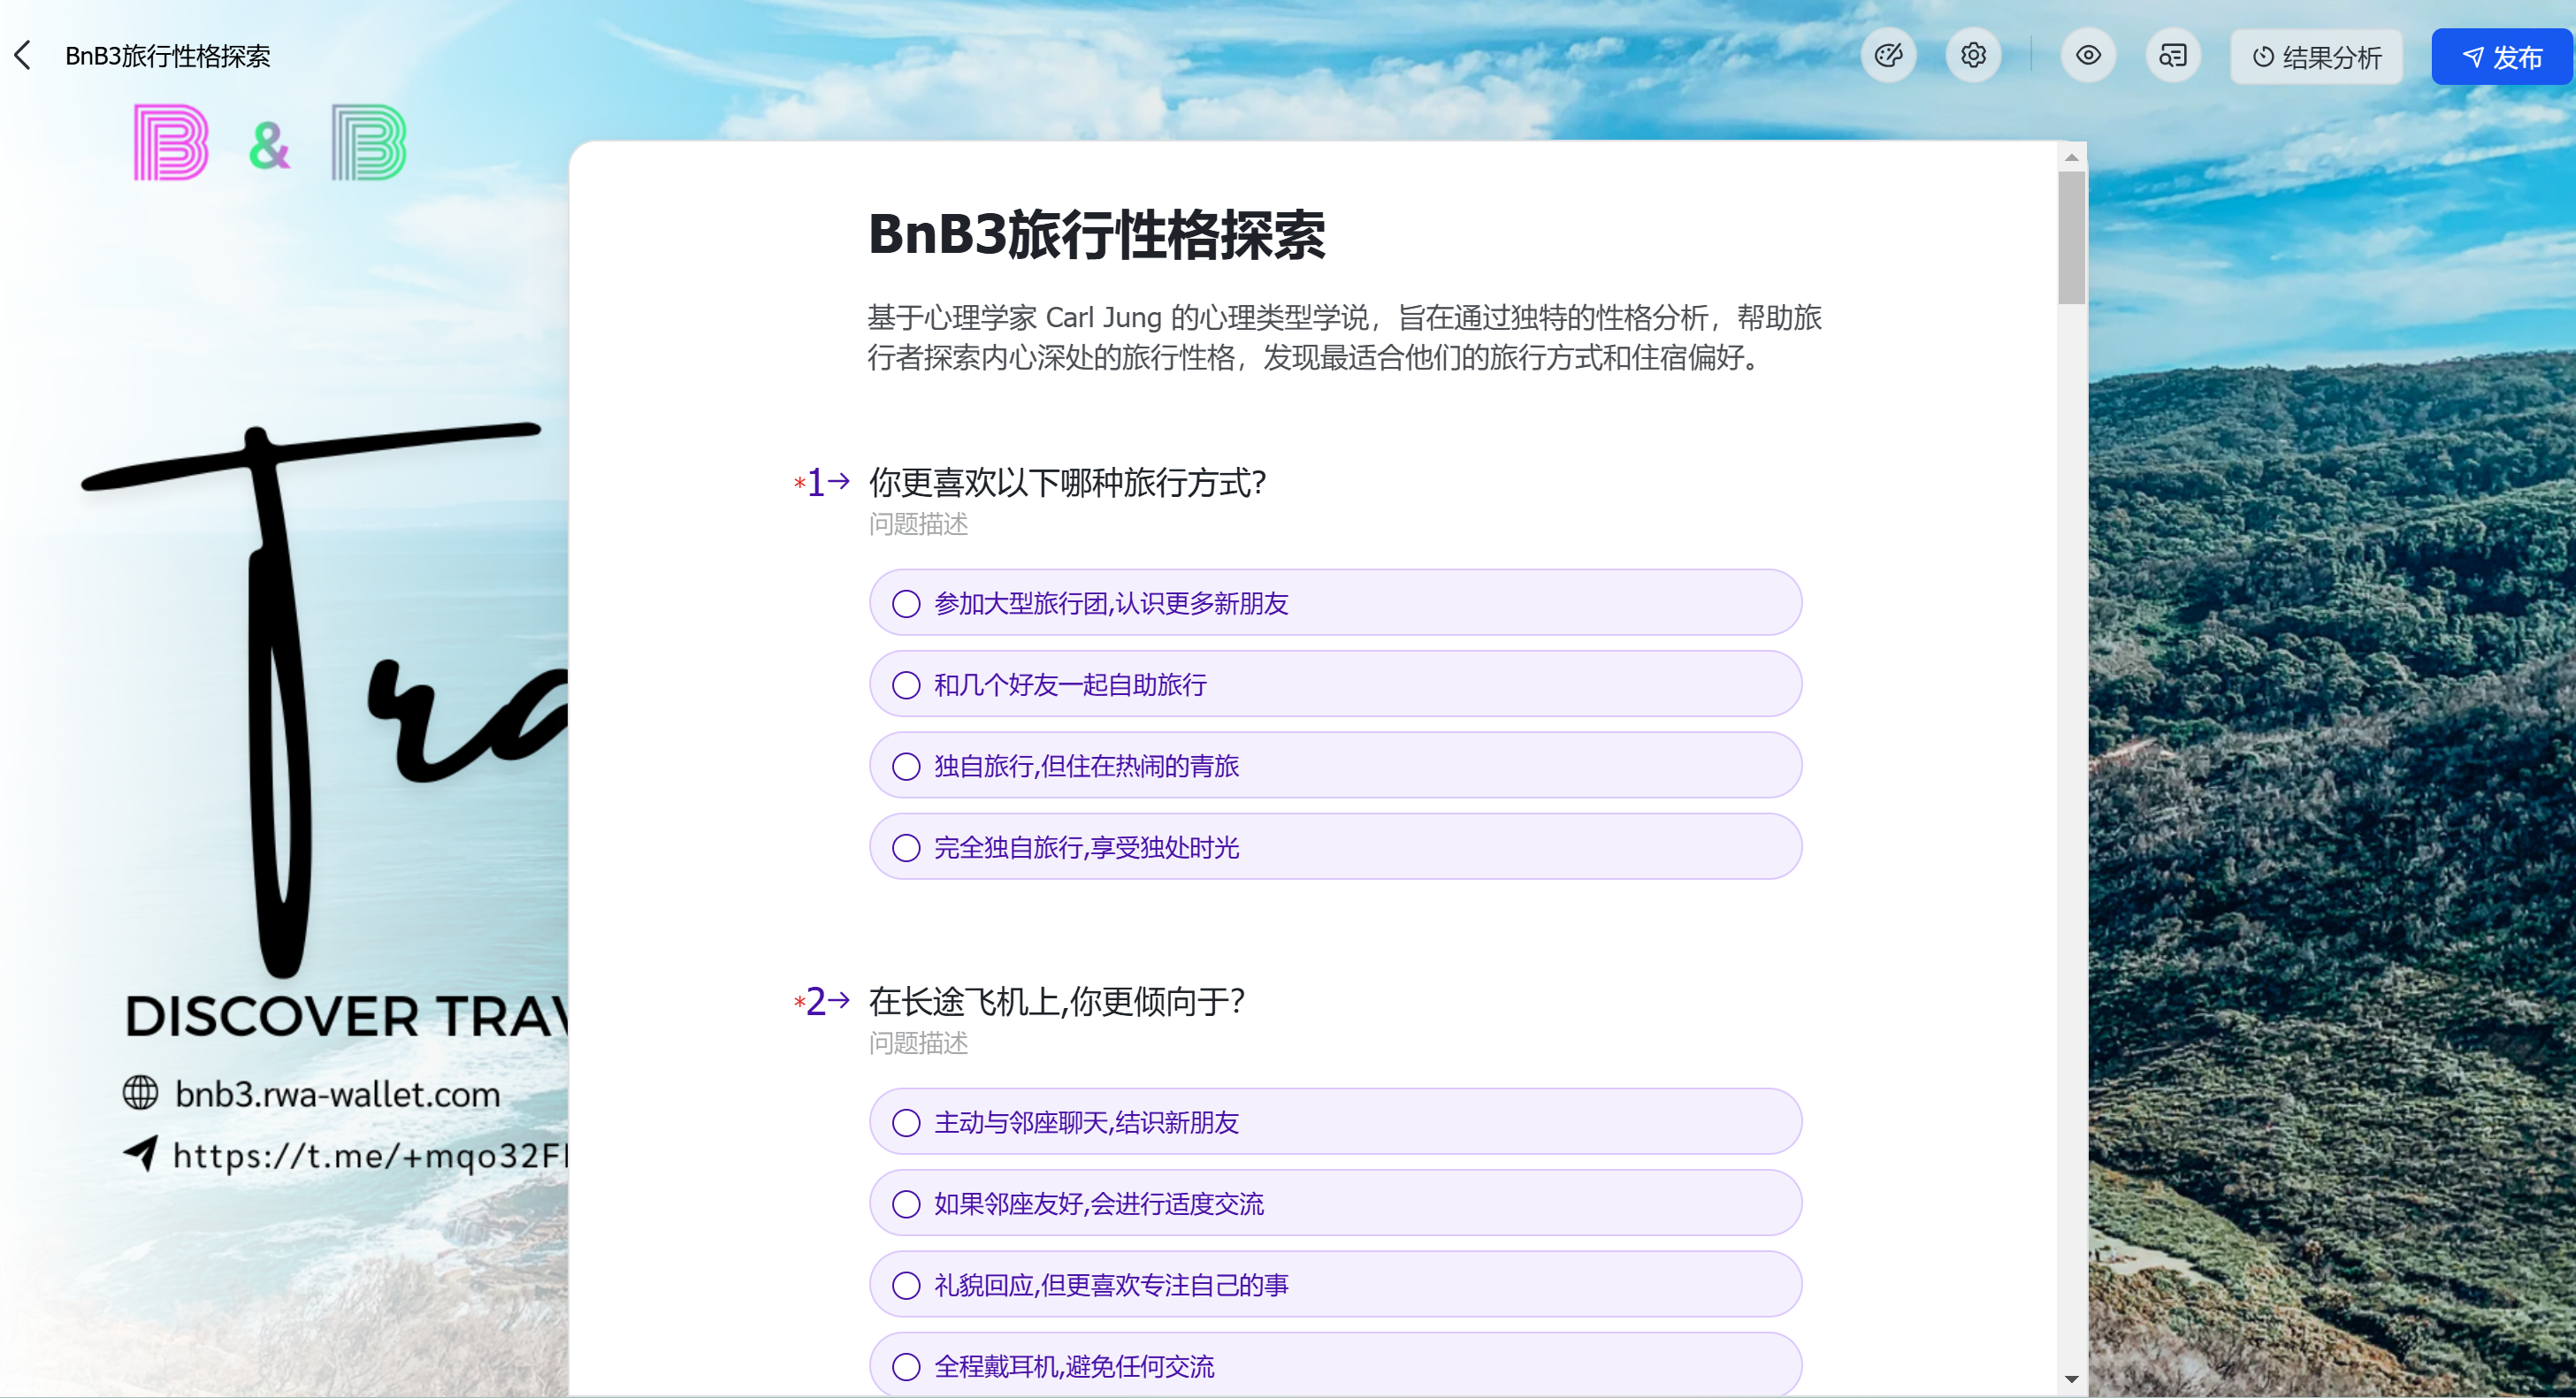 BnB3旅行性格探索
结果分析
发布
B & B
BnB3旅行性格探索
基于心理学家 Carl Jung 的心理类型学说，旨在通过独特的性格分析，帮助旅
行者探索内心深处的旅行性格，发现最适合他们的旅行方式和住宿偏好。
*1→ 你更喜欢以下哪种旅行方式?
问题描述
参加大型旅行团,认识更多新朋友
和几个好友一起自助旅行
独自旅行,但住在热闹的青旅
完全独自旅行,享受独处时光
Tra
*2→ 在长途飞机上,你更倾向于?
问题描述
主动与邻座聊天,结识新朋友
如果邻座友好,会进行适度交流
礼貌回应,但更喜欢专注自己的事
全程戴耳机,避免任何交流
DISCOVER TRAV
bnb3.rwa-wallet.com
https://t.me/+mqo32F